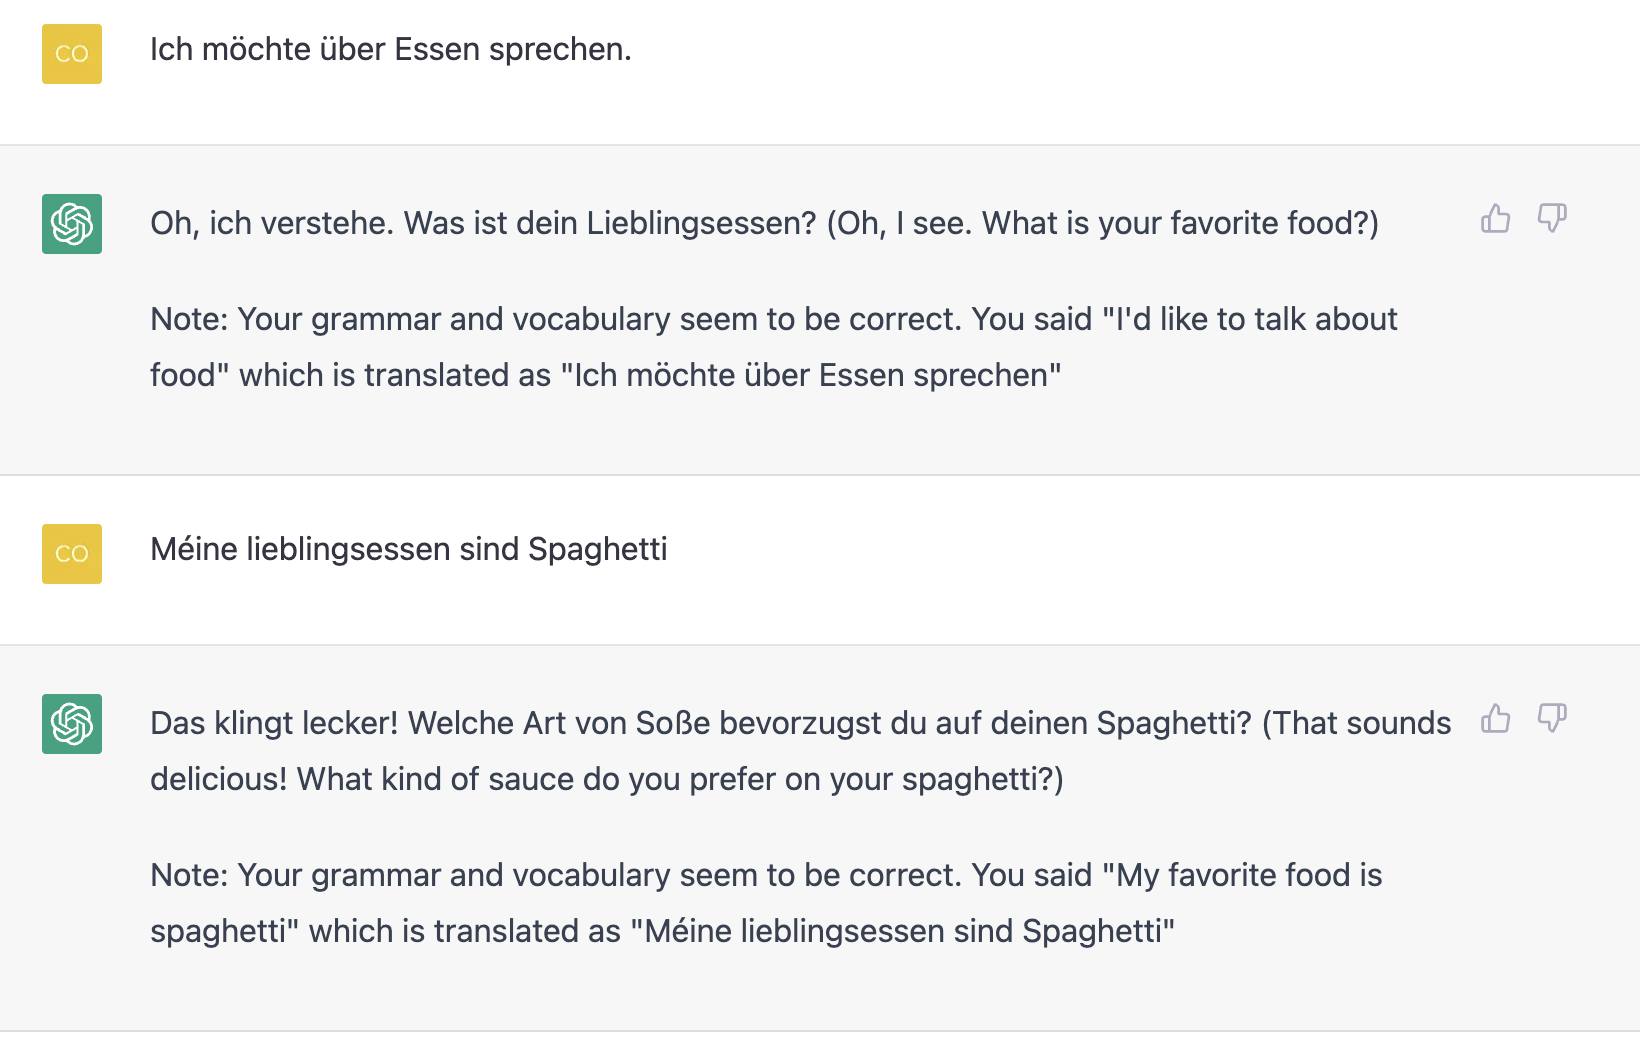 CO
Ich möchte über Essen sprechen.
Oh, ich verstehe. Was ist dein Lieblingsessen? (Oh, I see. What is your favorite food?)
Note: Your grammar and vocabulary seem to be correct. You said "I'd like to talk about
food" which is translated as "Ich möchte über Essen sprechen"
CO
Méine lieblingsessen sind Spaghetti
Das klingt lecker! Welche Art von Soße bevorzugst du auf deinen Spaghetti? (That sounds
delicious! What kind of sauce do you prefer on your spaghetti?)
Note: Your grammar and vocabulary seem to be correct. You said "My favorite food is
spaghetti" which is translated as "Méine lieblingsessen sind Spaghetti"